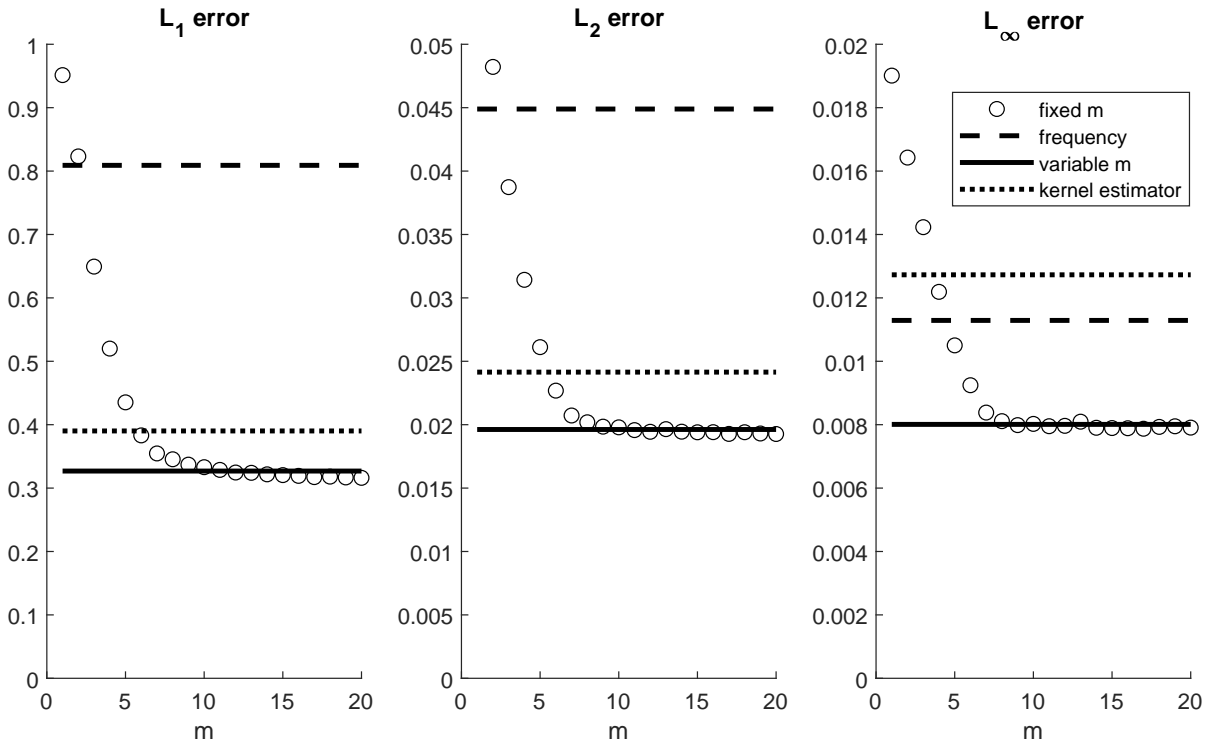 L1 error
1
0.9
0.8
0.7
0.6
0.5
0.4
0.3
0.2
0.1
0
0 5 10 15 20
m
L2 error
0.05
0.045
0.04
0.035
0.03
0.025
0.02
0.015
0.01
0.005
0
0 5 10 15 20
m
L∞ error
0.02
0.018
0.016
0.014
0.012
0.01
0.008
0.006
0.004
0.002
0
0 5 10 15 20
m
fixed m
frequency
variable m
kernel estimator